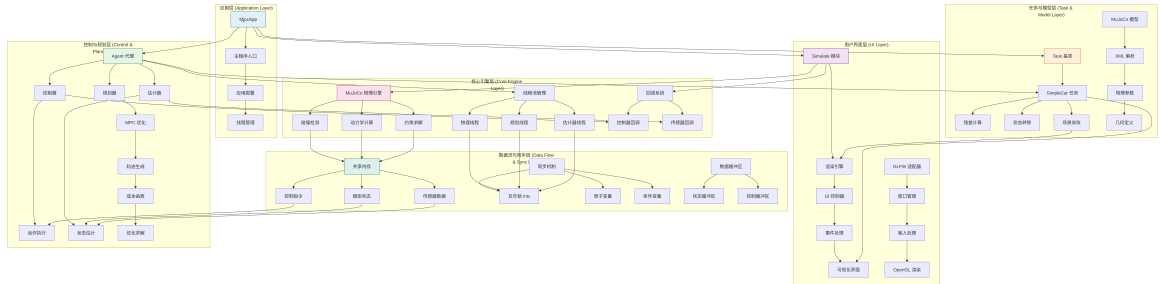 应用层 (Application Layer)
MjpcApp
主程序入口
应用配置
线程管理
任务与模型层 (Task &
Model Layer)
MuJoCo 模型
Task 基类
XML 解析
SimpleCar 任务
物理参数
残差计算
状态转移
场景修改
几何定义
控制与规划层 (Control &
Plan
Agent 代理
控制器
规划器
估计器
MPC 优化
轨迹生成
成本函数
动作执行
状态估计
优化求解
用户界面层 (UI Layer)
Simulate 模块
渲染引擎
GLFW 适配器
UI 控制器
窗口管理
事件处理
输入处理
可视化界面
OpenGL 渲染
核心引擎层 (Core Engine
Layer)
MuJoCo 物理引擎
线程池管理
回调系统
碰撞检测
动力学计算
约束求解
物理线程
规划线程
估计器线程
控制器回调
传感器回调
数据流与同步层 (Data Flow
& Sync
共享内存
同步机制
数据缓冲区
控制指令
模型状态
传感器数据
互斥锁 mtx
原子变量
条件变量
状态缓冲区
控制缓冲区